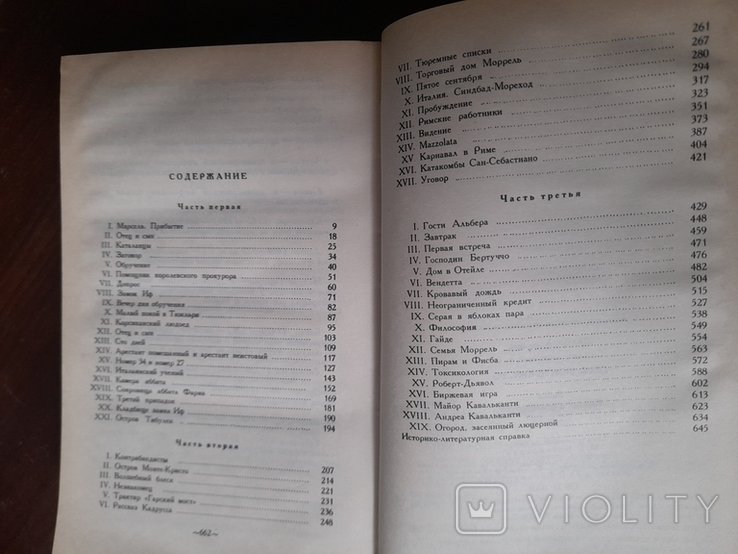 СОДЕРЖАНИЕ
Часть первая
I. Марсель. Прибытие 9
II. Отец и сын 18
III. Каталанцы 25
IV. Заговор 34
V. Обручение 40
VI. Помощник королевского прокурора 51
VII. Допрос 60
VIII. Замок Иф 71
IX. Вечер дня обручения 82
X. Малый покой в Тюильри 87
XI. Корсиканский людоед 95
XII. Отец и сын 103
XIII. Сто дней 109
XIV. Арестант помешанный и арестант неистовый 117
XV. Номер 34 и номер 27 127
XVI. Итальянский ученый 143
XVII. Камера аббата 152
XVIII. Сокровища аббата Фариа 169
XIX. Третий припадок 181
XX. Кладбище замка Иф 190
XXI. Остров Тибулен 194
Часть вторая
I. Контрабандисты 207
II. Остров Монте-Кристо 214
III. Волшебный блеск 221
IV. Незнакомец 231
V. Трактир «Гарский мост» 236
VI. Рассказ Кадрусса 248
~662~
VII. Тюремные списки 261
VIII. Торговый дом Моррель 267
IX. Пятое сентября 280
X. Италия. Синдбад-Мореход 294
XI. Пробуждение 317
XII. Римские разбойники 323
XIII. Видение 351
XIV. Mazzolata 373
XV. Карнавал в Риме 387
XVI. Катакомбы Сан-Себастиано 404
XVII. Уговор 421
Часть третья
I. Гости Альбера 429
II. Завтрак 448
III. Первая встреча 459
IV. Господин Бертуччо 471
V. Дом в Отейле 476
VI. Вендетта 482
VII. Кровавый дождь 504
VIII. Неограниченный кредит 515
IX. Серая в яблоках пара 527
X. Философия 538
XI. Гайде 549
XII. Семья Моррель 554
XIII. Пирам и Фисба 563
XIV. Токсикология 572
XV. Роберт-Дьявол 588
XVI. Биржевая игра 602
XVII. Майор Кавальканти 613
XVIII. Андреа Кавальканти 623
XIX. Огород, засеянный люцерной 634
Историко-литературная справка 645
VIOLITY